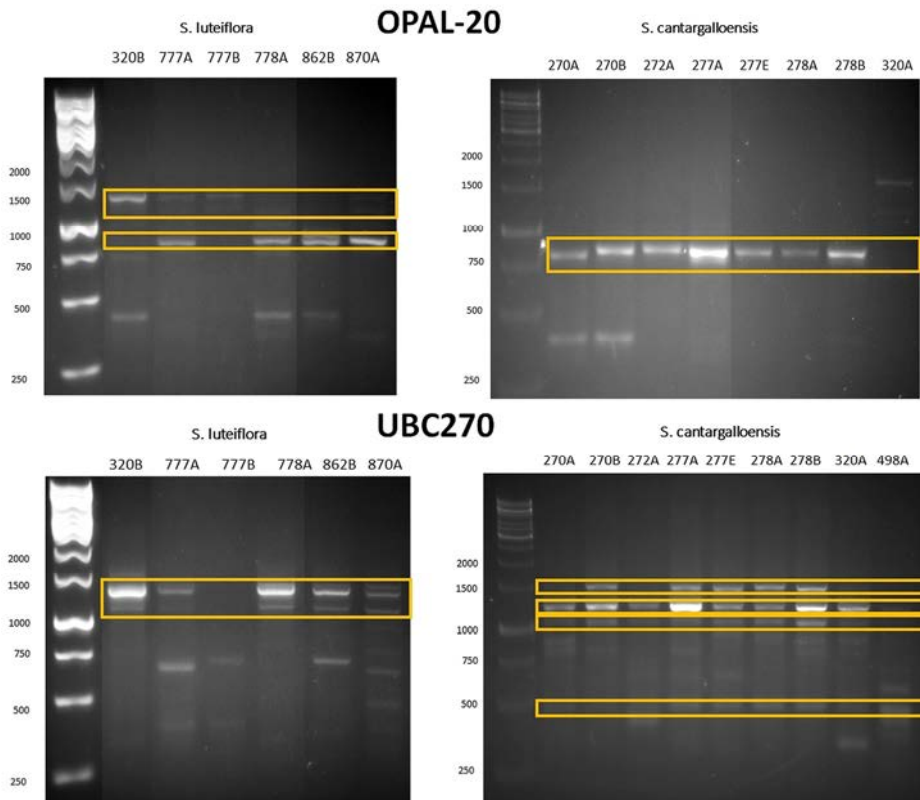 OPAL-20
S. luteiflora
320B 777A 777B 778A 862B 870A
2000
1500
1000
750
500
250
S. cantargalloensis
270A 270B 272A 277A 277E 278A 278B 320A
2000
1500
1000
750
500
250
UBC270
S. luteiflora
320B 777A 777B 778A 862B 870A
2000
1500
1000
750
500
250
S. cantargalloensis
270A 270B 272A 277A 277E 278A 278B 320A 498A
2000
1500
1000
750
500
250